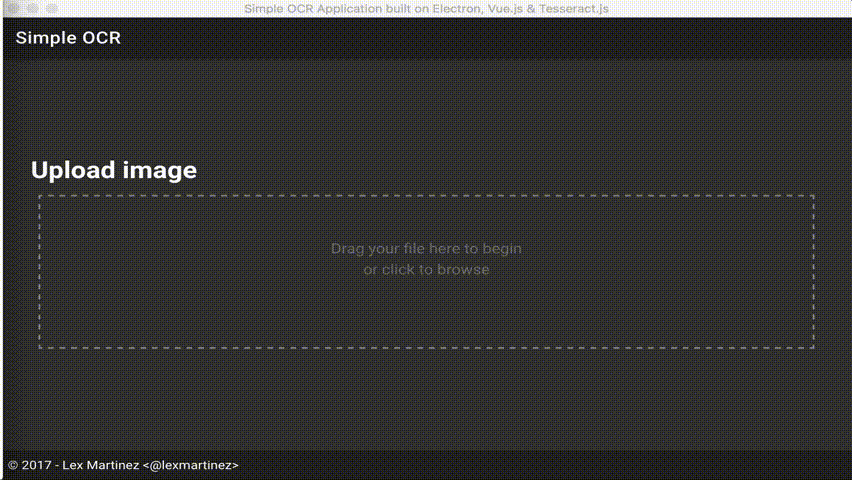 Simple OCR Application built on Electron, Vue.js & Tesseract.js
Simple OCR
Upload image
Drag your file here to begin
or click to browse
© 2017 - Lex Martinez <@lexmartinez>